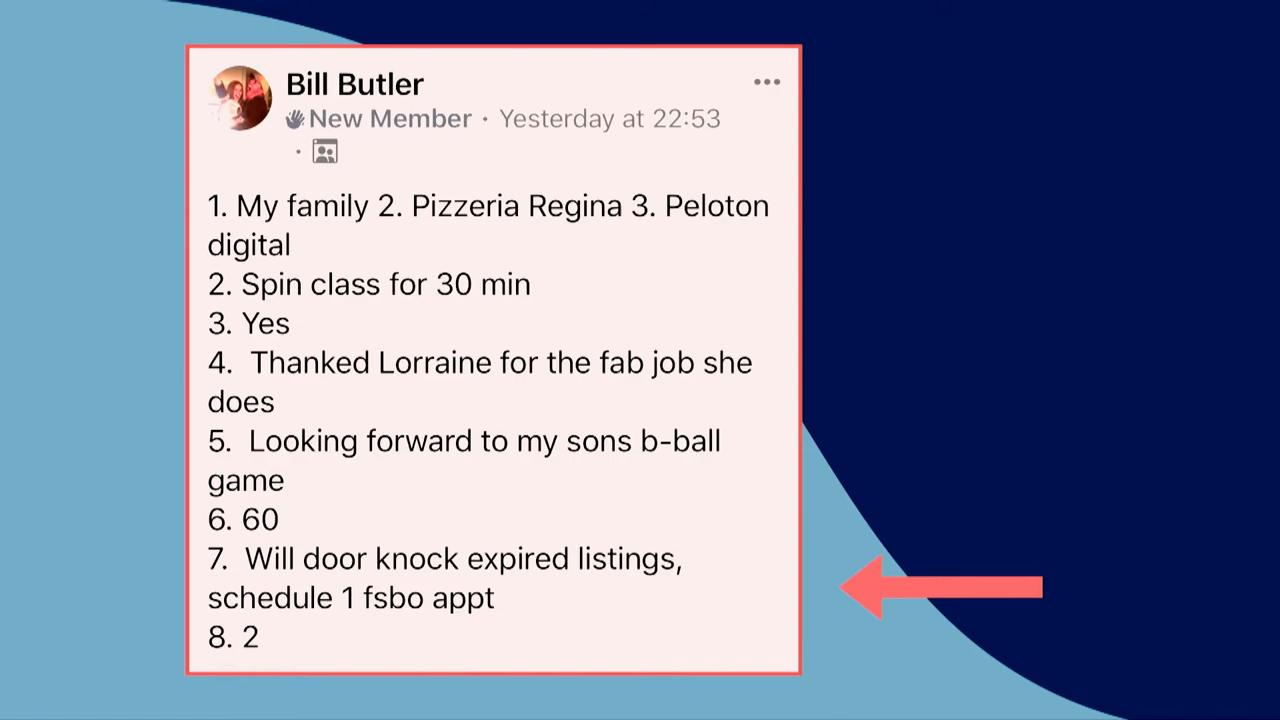 Bill Butler
New Member · Yesterday at 22:53
·
1. My family 2. Pizzeria Regina 3. Peloton
digital
2. Spin class for 30 min
3. Yes
4.  Thanked Lorraine for the fab job she
does
5.  Looking forward to my sons b-ball
game
6. 60
7.  Will door knock expired listings,
schedule 1 fsbo appt
8. 2